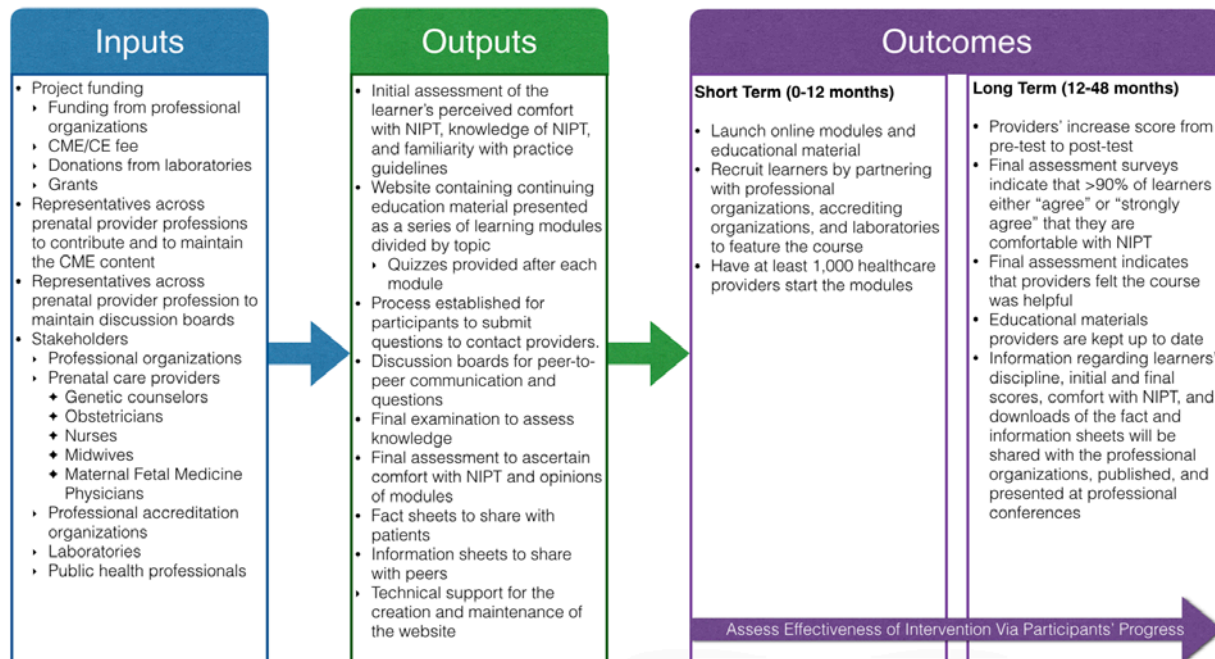 Inputs
• Project funding
‣ Funding from professional
organizations
‣ CME/CE fee
‣ Donations from laboratories
‣ Grants
• Representatives across
prenatal provider professions
to contribute and to maintain
the CME content
• Representatives across
prenatal provider profession to
maintain discussion boards
• Stakeholders
‣ Professional organizations
‣ Prenatal care providers
✦ Genetic counselors
✦ Obstetricians
✦ Nurses
✦ Midwives
✦ Maternal Fetal Medicine
Physicians
‣ Professional accreditation
organizations
‣ Laboratories
‣ Public health professionals
Outputs
• Initial assessment of the
learner's perceived comfort
with NIPT, knowledge of NIPT,
and familiarity with practice
guidelines
• Website containing continuing
education material presented
as a series of learning modules
divided by topic
‣ Quizzes provided after each
module
• Process established for
participants to submit
questions to contact providers.
• Discussion boards for peer-to-
peer communication and
questions
• Final examination to assess
knowledge
• Final assessment to ascertain
comfort with NIPT and opinions
of modules
• Fact sheets to share with
patients
• Information sheets to share
with peers
‣ Technical support for the
creation and maintenance of
the website
Outcomes
Short Term (0-12 months)
• Launch online modules and
educational material
• Recruit learners by partnering
with professional
organizations, accrediting
organizations, and laboratories
to feature the course
• Have at least 1,000 healthcare
providers start the modules
Long Term (12-48 months)
• Providers' increase score from
pre-test to post-test
• Final assessment surveys
indicate that >90% of learners
either "agree" or "strongly
agree" that they are
comfortable with NIPT
• Final assessment indicates
that providers felt the course
was helpful
• Educational materials
providers are kept up to date
• Information regarding learners'
discipline, initial and final
scores, comfort with NIPT, and
downloads of the fact and
information sheets will be
shared with the professional
organizations, published, and
presented at professional
conferences
Assess Effectiveness of Intervention Via Participants' Progress